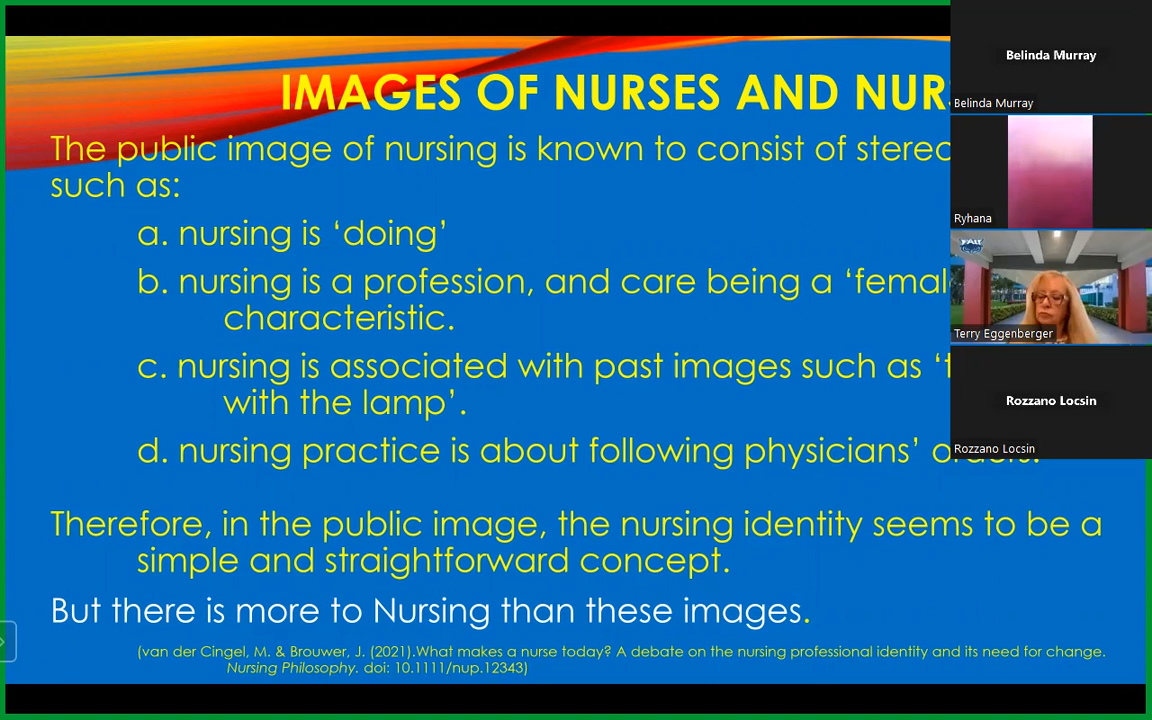 IMAGES OF NURSES AND
The public image of nursing is known to consist of
such as:
a. nursing is ‘doing’
b. nursing is a profession, and care being a
characteristic.
c. nursing is associated with past images such as
with the lamp’.
d. nursing practice is about following physicians’
Therefore, in the public image, the nursing identity seems to be a
simple and straightforward concept.
But there is more to Nursing than these images.
(van der Cingel, M. & Brouwer, J. (2021).What makes a nurse today? A debate on the nursing professional identity and its need for change.
Nursing Philosophy. doi: 10.1111/nup.12343)
Belinda Murray
Belinda Murray
Ryhana
FAU
Terry Eggenberger
Rozzano Locsin
Rozzano Locsin